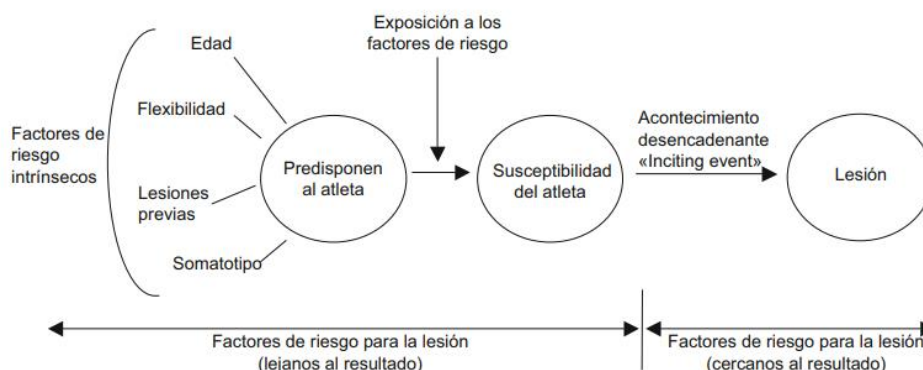 Exposición a los
factores de riesgo
Edad
Flexibilidad
Factores de
riesgo
intrínsecos
Lesiones
previas
Somatotipo
Predisponen
al atleta
Susceptibilidad
del atleta
Acontecimiento
desencadenante
«Inciting event»
Lesión
Factores de riesgo para la lesión
(lejanos al resultado)
Factores de riesgo para la lesión
(cercanos al resultado)